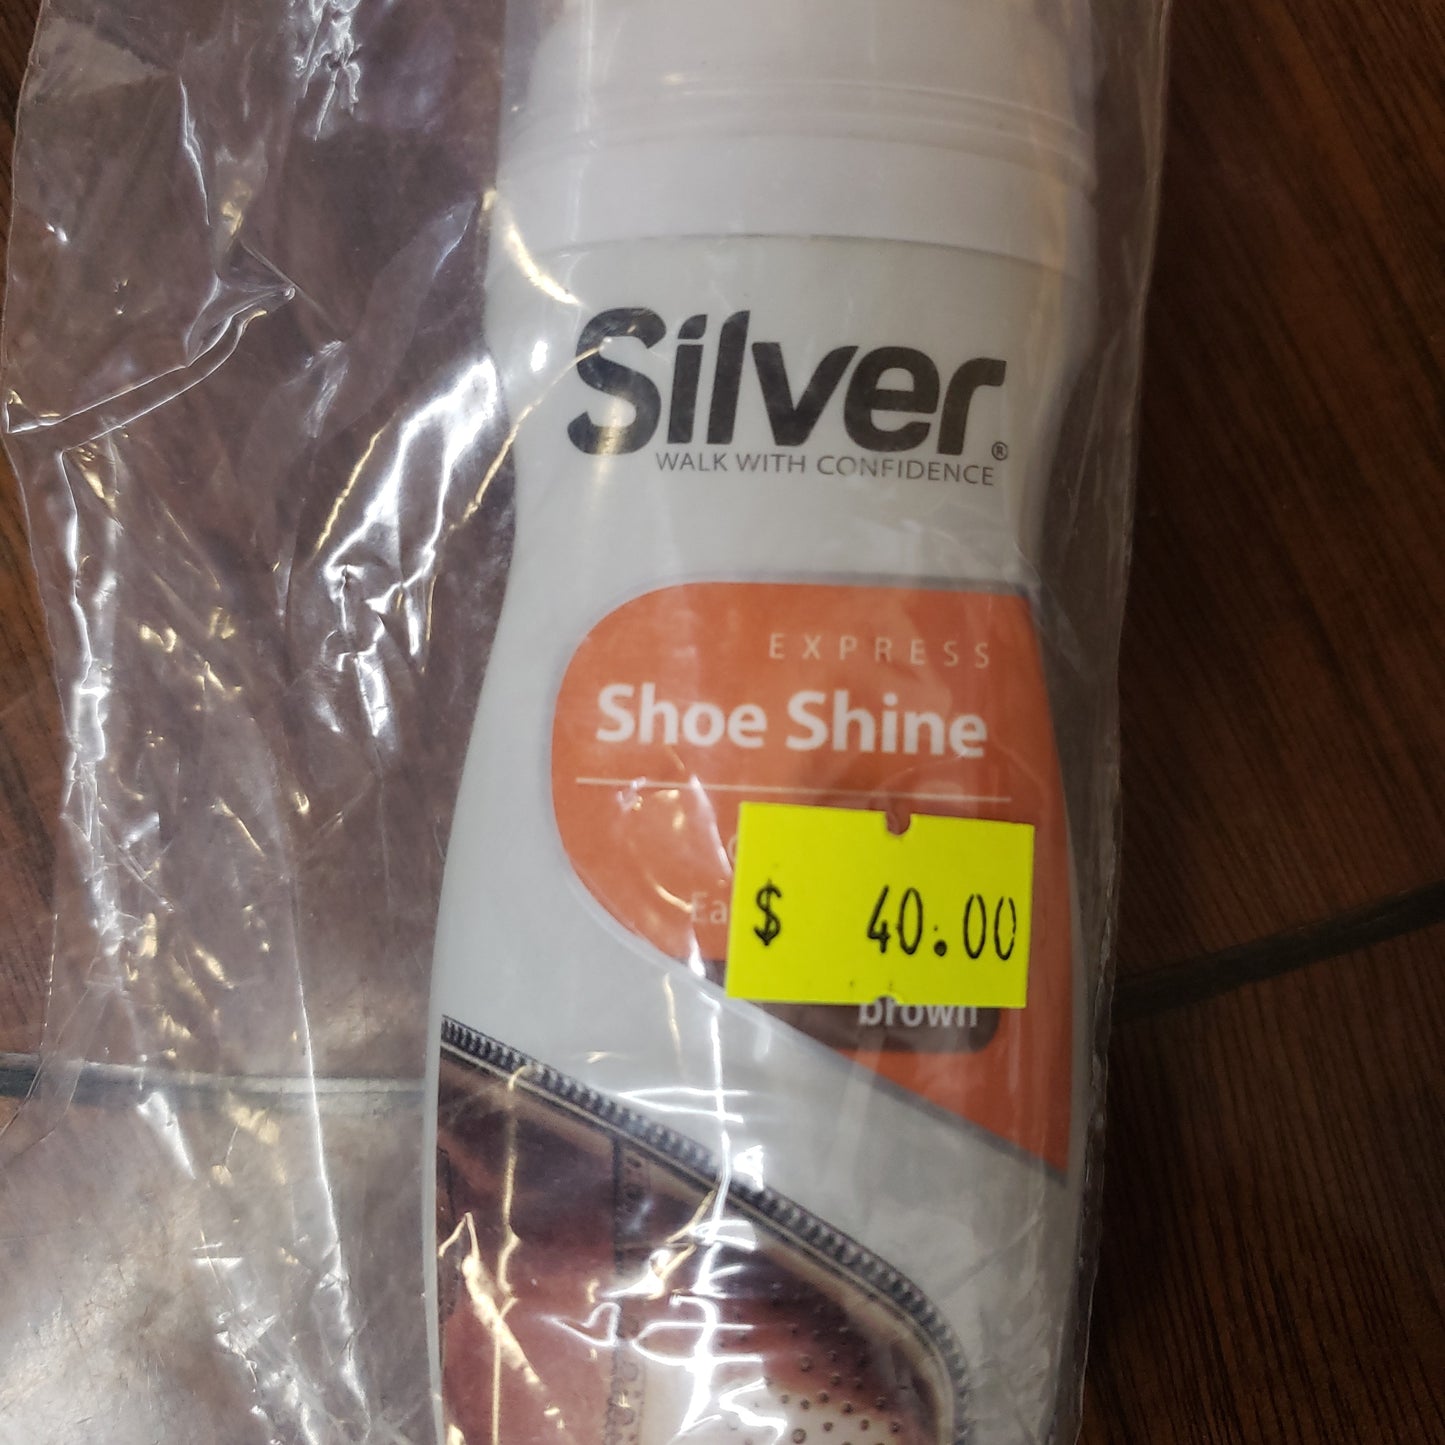 Silver®
WALK WITH CONFIDENCE
EXPRESS
Shoe Shine
$ 40.00
brown